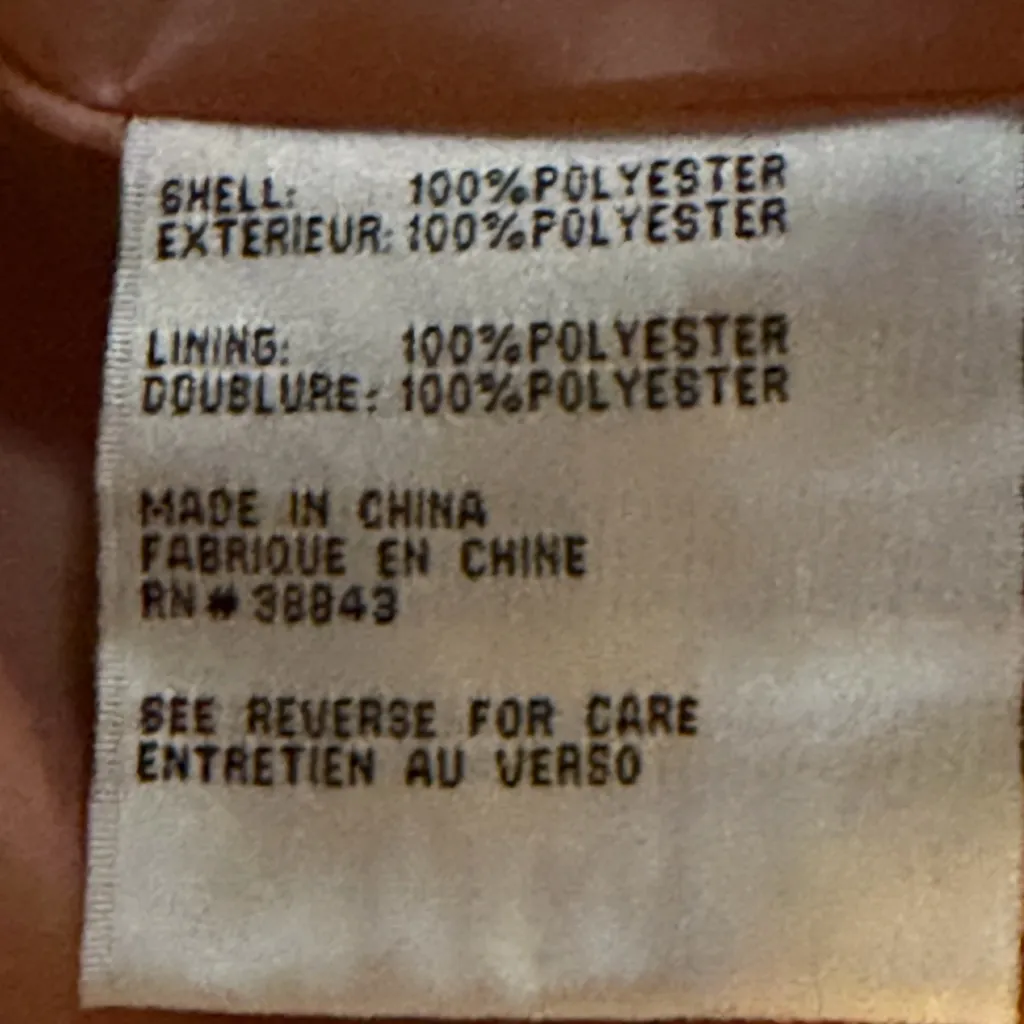 SHELL: 100%POLYESTER
EXTERIEUR: 100%POLYESTER
LINING: 100%POLYESTER
DOUBLURE: 100%POLYESTER
MADE IN CHINA
FABRIQUE EN CHINE
RN# 38843
SEE REVERSE FOR CARE
ENTRETIEN AU VERSO